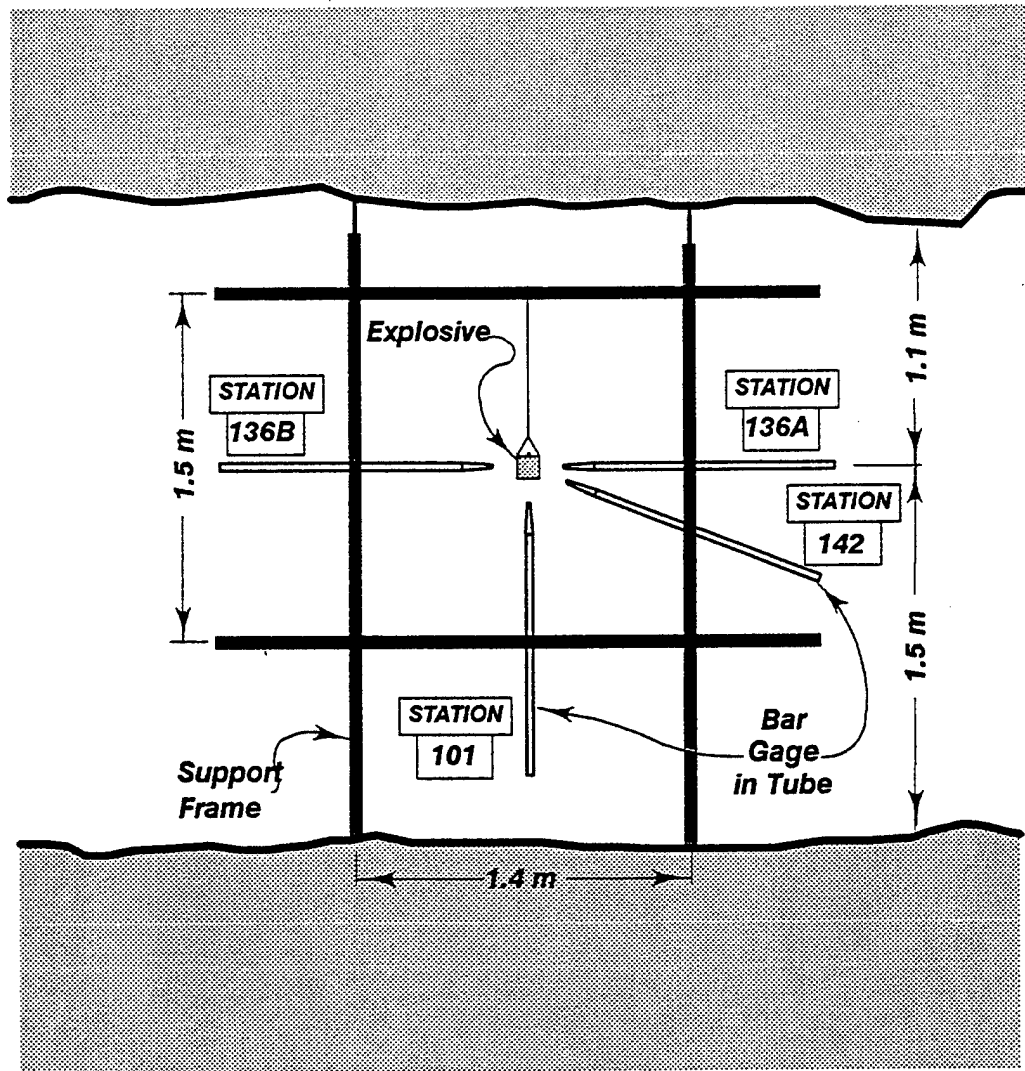 Explosive
1.1 m
STATION
136B
STATION
136A
1.5 m
STATION
142
1.5 m
STATION
101
Bar
Gage
in Tube
Support
Frame
1.4 m